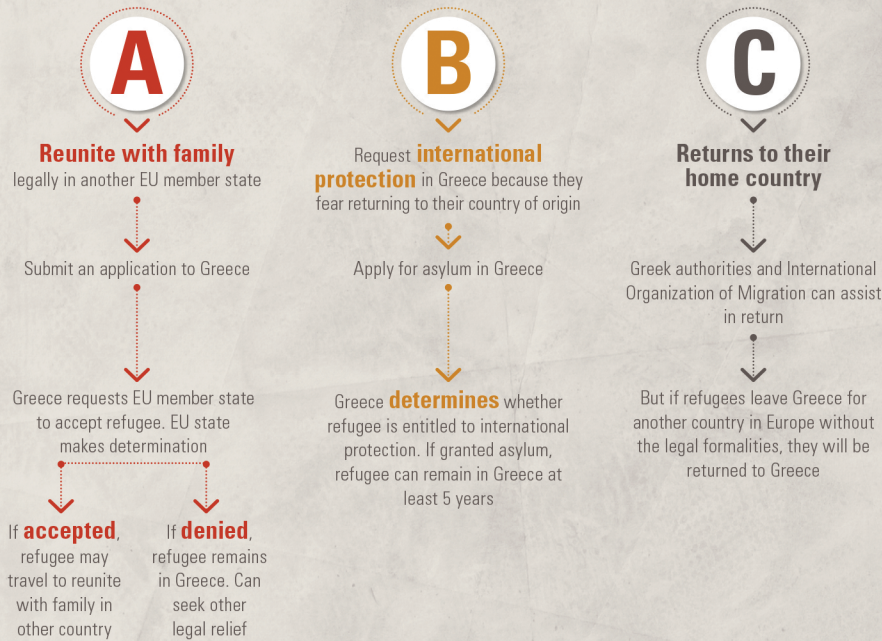 A
Reunite with family
legally in another EU member state
Submit an application to Greece
Greece requests EU member state
to accept refugee. EU state
makes determination
If accepted,
refugee may
travel to reunite
with family in
other country
If denied,
refugee remains
in Greece. Can
seek other
legal relief
B
Request international
protection in Greece because they
fear returning to their country of origin
Apply for asylum in Greece
Greece determines whether
refugee is entitled to international
protection. If granted asylum,
refugee can remain in Greece at
least 5 years
C
Returns to their
home country
Greek authorities and International
Organization of Migration can assist
in return
But if refugees leave Greece for
another country in Europe without
the legal formalities, they will be
returned to Greece